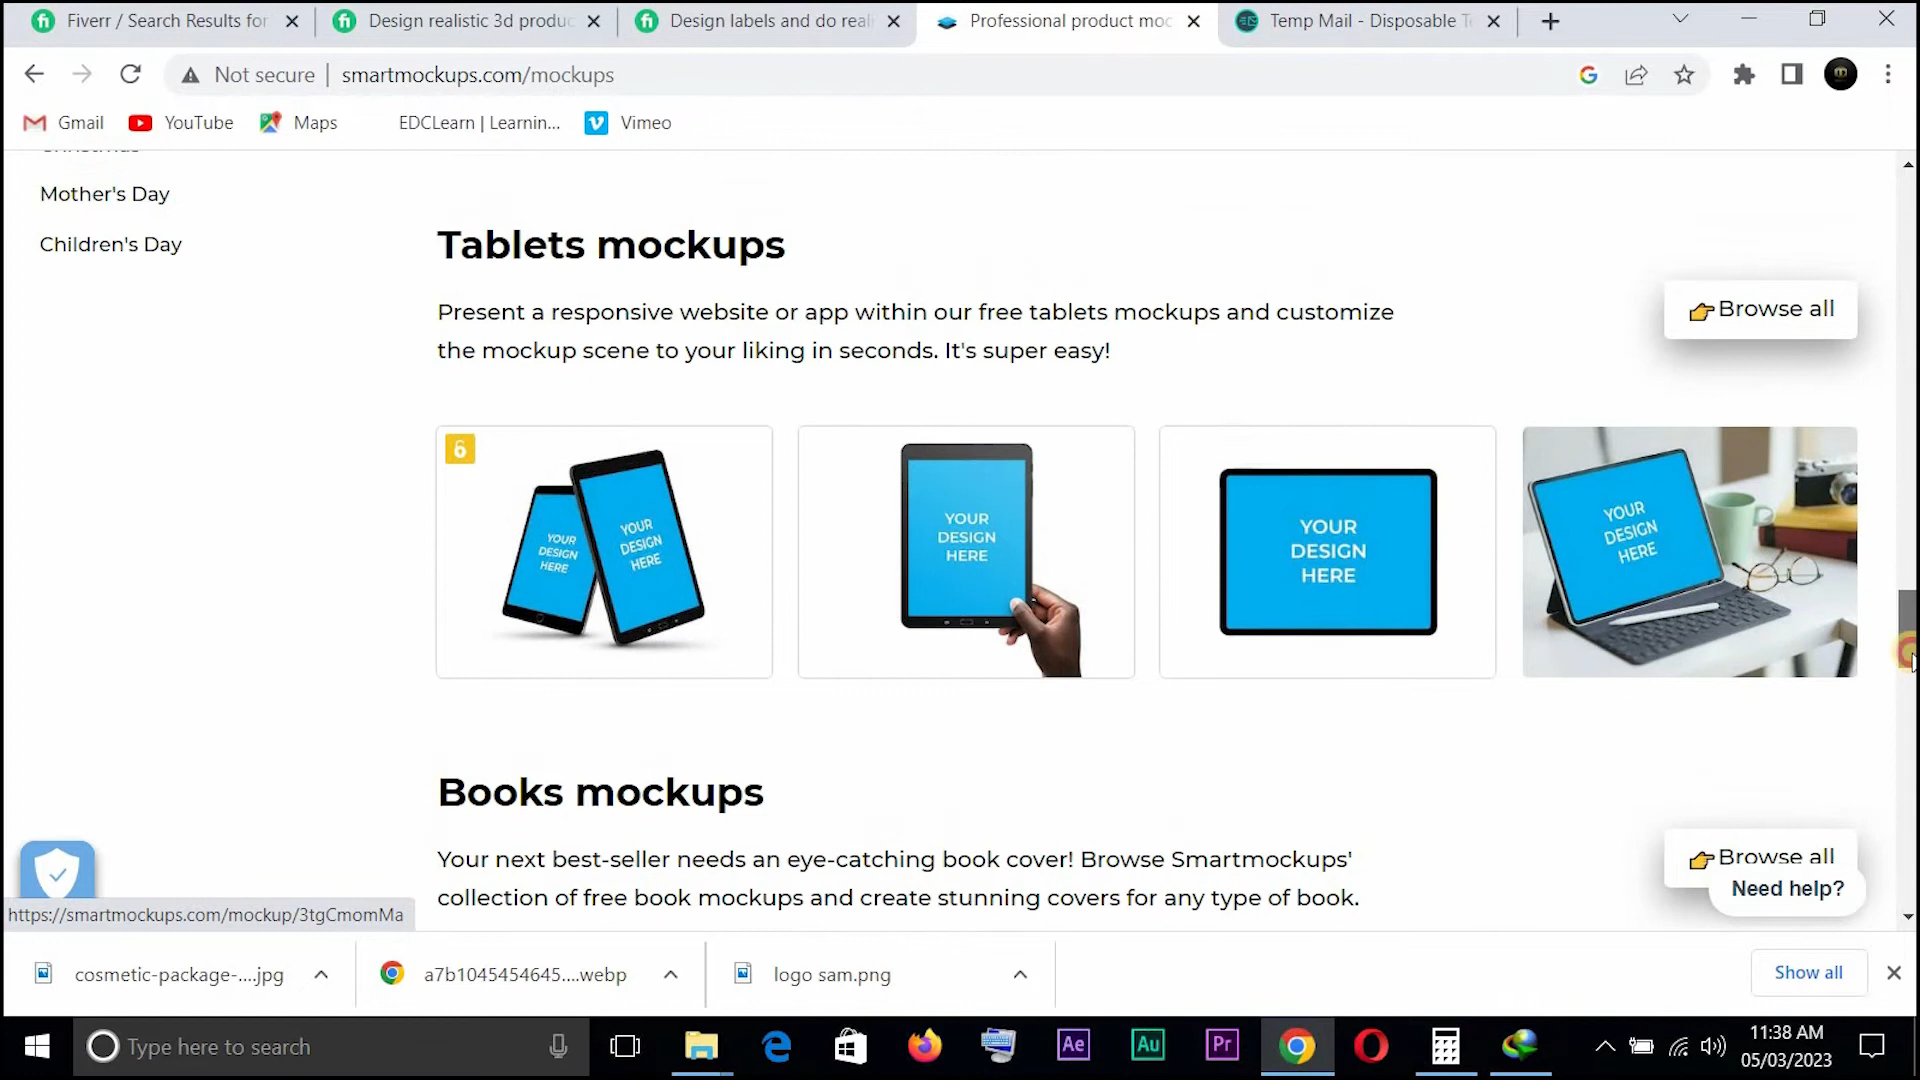 Fiverr / Search Results for
Design realistic 3d produc
Design labels and do real
Professional product moc
Temp Mail - Disposable Te
Not secure
smartmockups.com/mockups
Gmail
YouTube
Maps
EDCLearn | Learnin...
Vimeo
Christmas
Mother's Day
Children's Day
Tablets mockups
Present a responsive website or app within our free tablets mockups and customize
the mockup scene to your liking in seconds. It's super easy!
Browse all
YOUR
DESIGN
HERE
YOUR
DESIGN
HERE
YOUR
DESIGN
HERE
YOUR
DESIGN
HERE
YOUR
DESIGN
HERE
Books mockups
Your next best-seller needs an eye-catching book cover! Browse Smartmockups'
collection of free book mockups and create stunning covers for any type of book.
Browse all
Need help?
https://smartmockups.com/mockup/3tgCmomMa
cosmetic-package-....jpg
a7b1045454645....webp
logo sam.png
Show all
Type here to search
Ae
Au
Pr
11:38 AM
05/03/2023